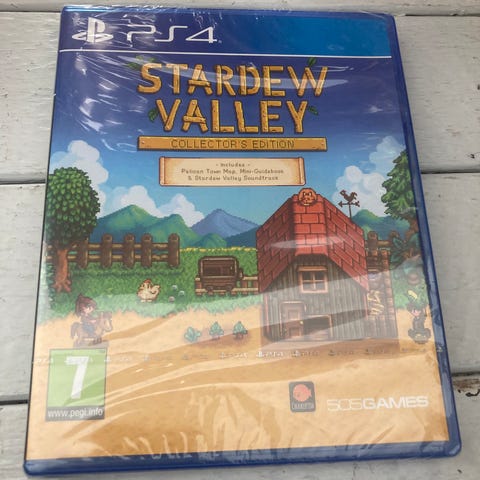 PS4
STARDEW
VALLEY
COLLECTOR'S EDITION
- Includes -
Pelican Town Map, Mini-Guidebook
& Stardew Valley Soundtrack
7
www.pegi.info
505GAMES